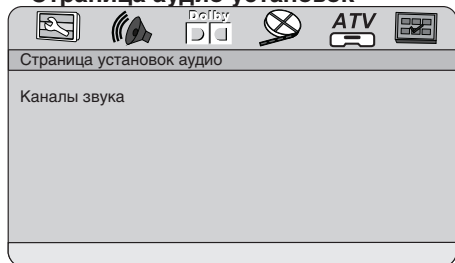 Страница аудио установок
Dolby
ATV
Страница установок аудио
Каналы звука